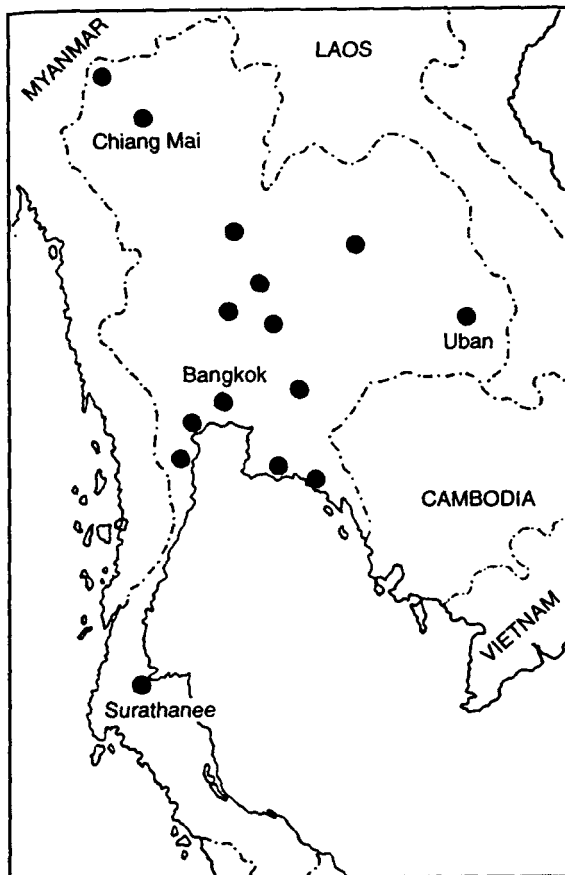 MYANMAR
LAOS
Chiang Mai
Uban
Bangkok
CAMBODIA
VIETNAM
Surathanee